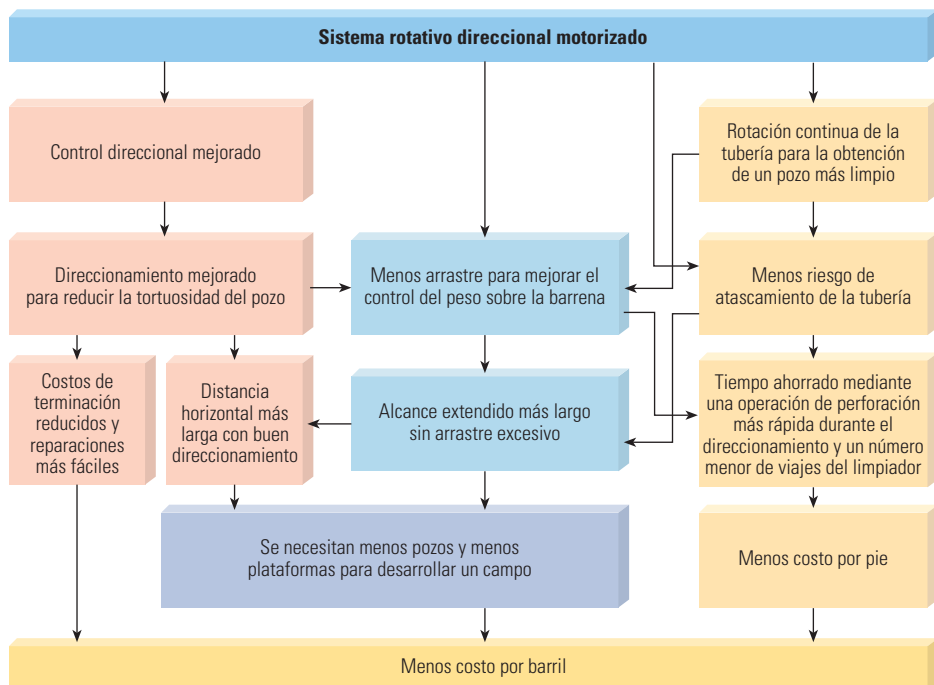 Sistema rotativo direccional motorizado
Control direccional mejorado
Rotación continua de la
tubería para la obtención
de un pozo más limpio
Direccionamiento mejorado
para reducir la tortuosidad del pozo
Menos arrastre para mejorar el
control del peso sobre la barrena
Menos riesgo de
atascamiento de la tubería
Costos de
terminación
reducidos y
reparaciones
más fáciles
Distancia
horizontal más
larga con buen
direccionamiento
Alcance extendido más largo
sin arrastre excesivo
Tiempo ahorrado mediante
una operación de perforación
más rápida durante el
direccionamiento y un número
menor de viajes del limpiador
Se necesitan menos pozos y menos
plataformas para desarrollar un campo
Menos costo por pie
Menos costo por barril